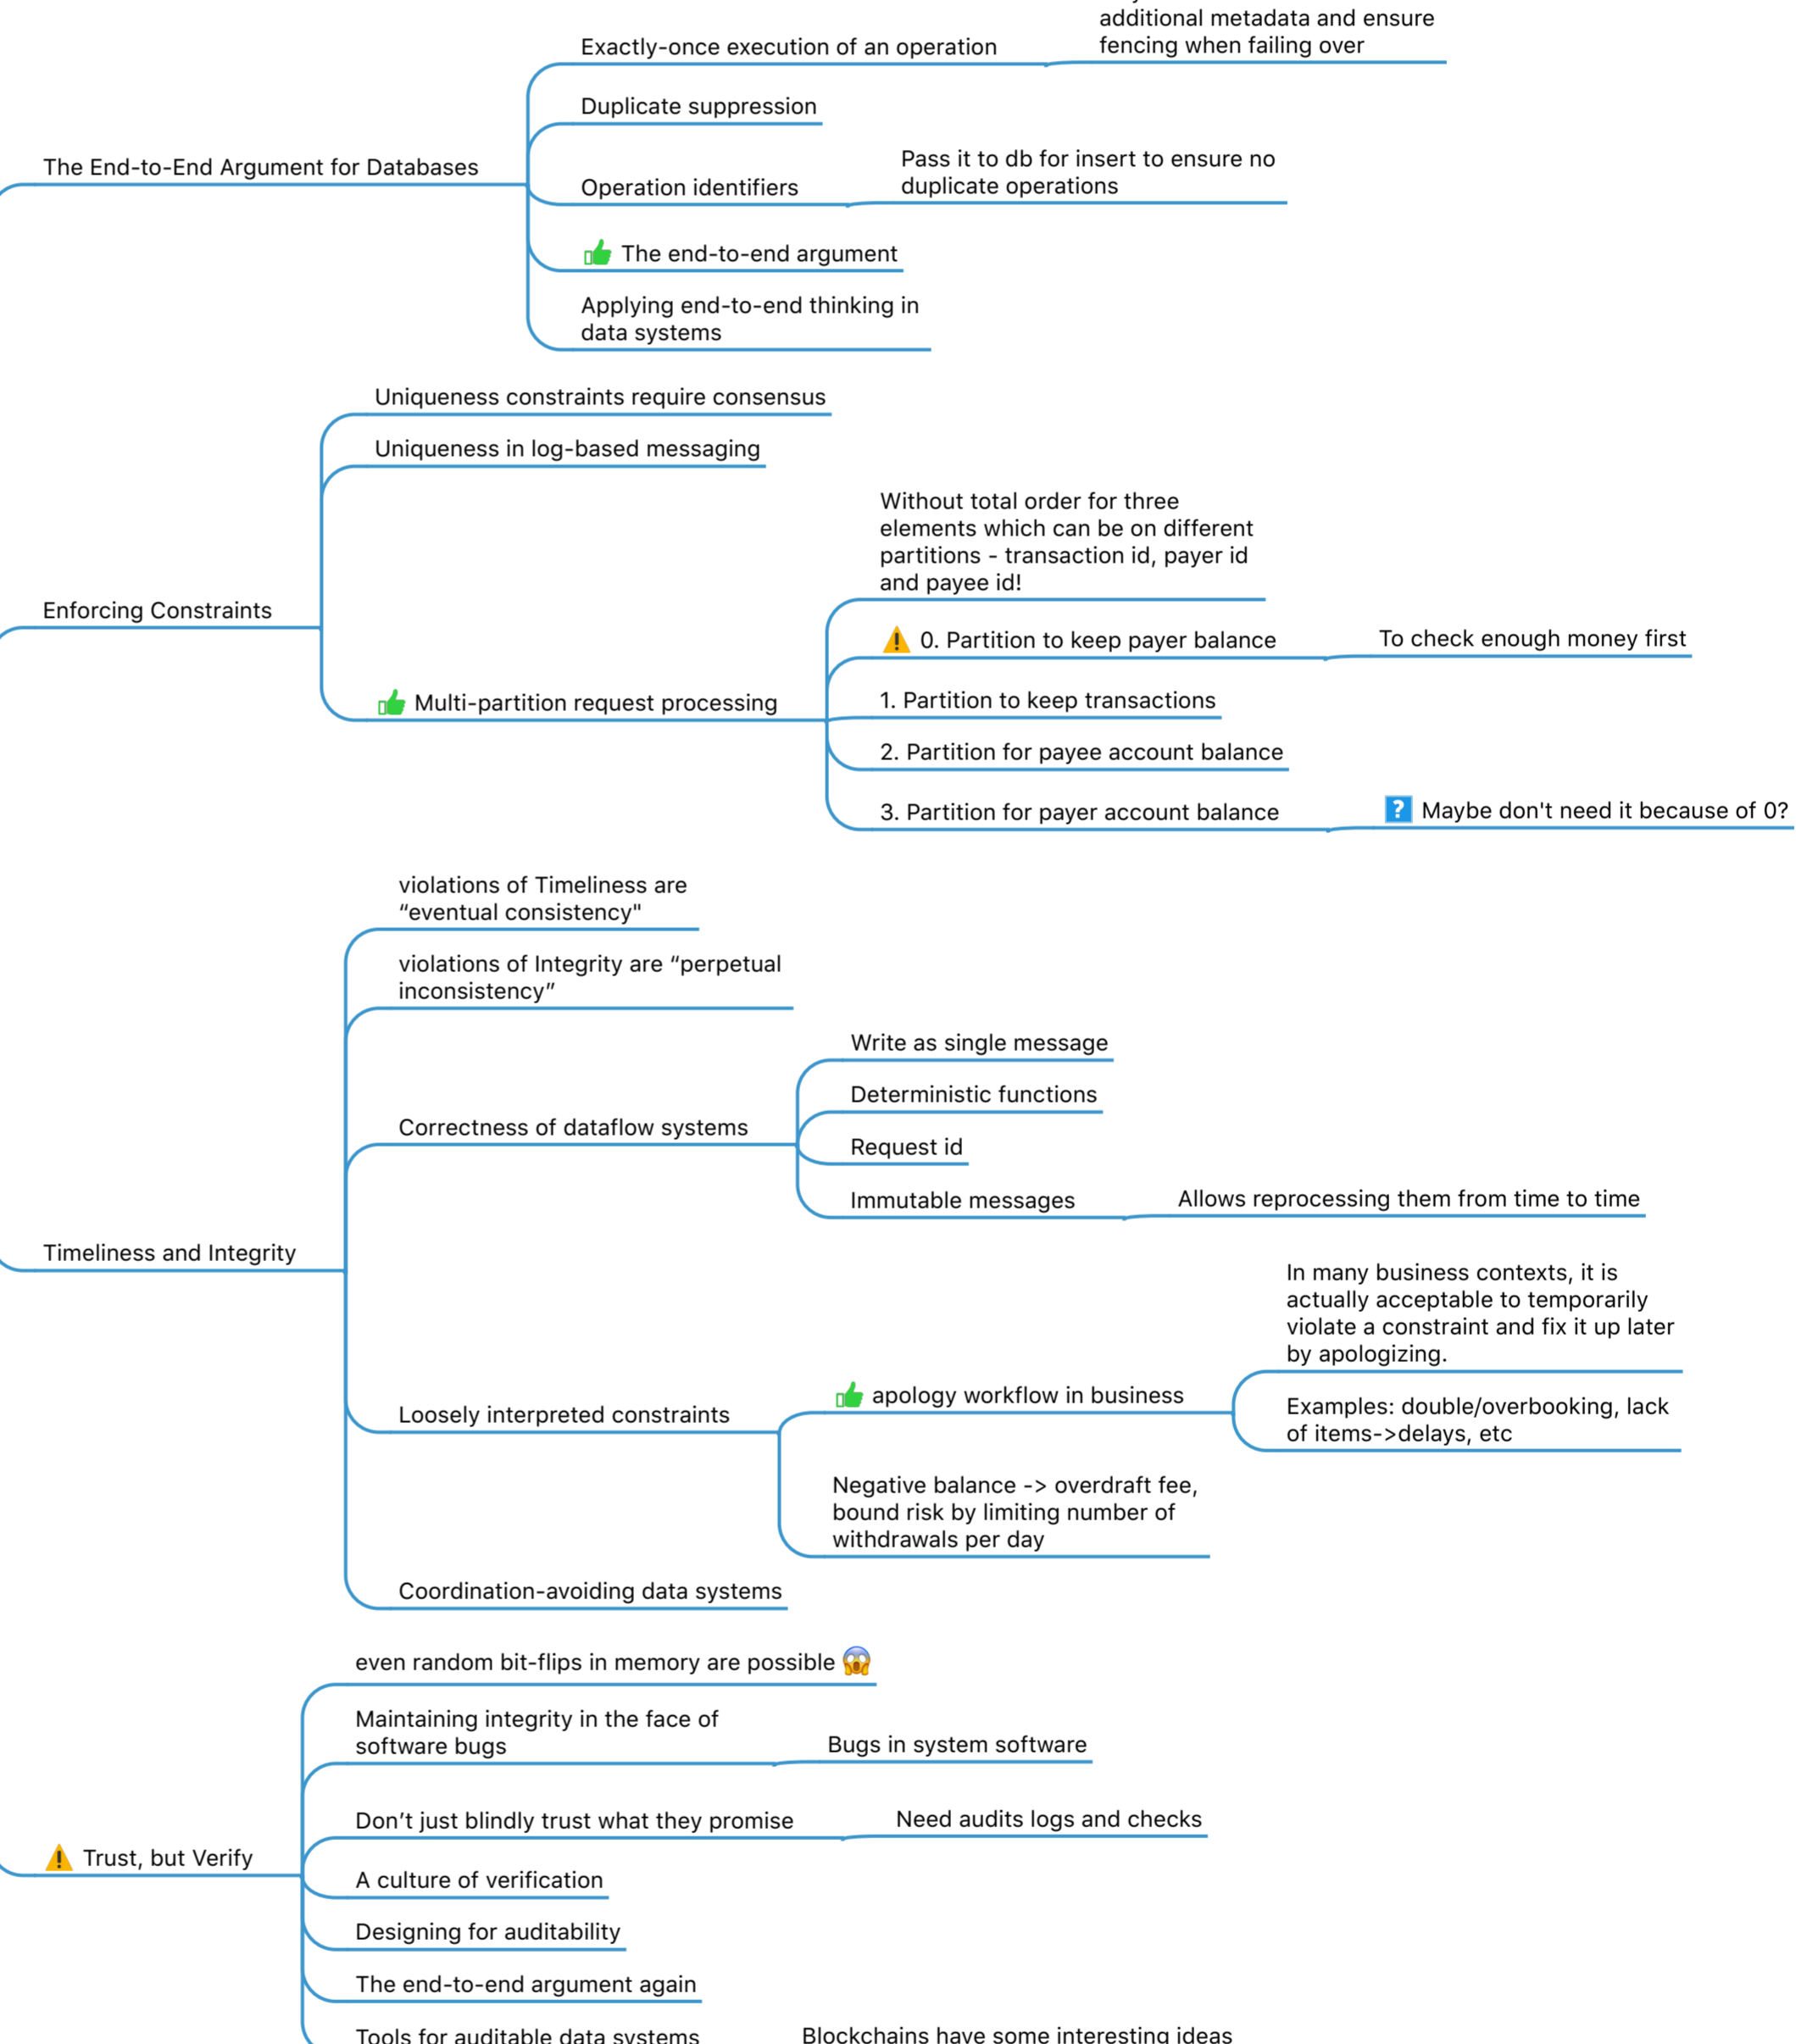 additional metadata and ensure
fencing when failing over
Exactly-once execution of an operation
Duplicate suppression
The End-to-End Argument for Databases
Operation identifiers
Pass it to db for insert to ensure no
duplicate operations
The end-to-end argument
Applying end-to-end thinking in
data systems
Uniqueness constraints require consensus
Uniqueness in log-based messaging
Enforcing Constraints
Multi-partition request processing
Without total order for three
elements which can be on different
partitions - transaction id, payer id
and payee id!
0. Partition to keep payer balance
To check enough money first
1. Partition to keep transactions
2. Partition for payee account balance
3. Partition for payer account balance
Maybe don't need it because of 0?
violations of Timeliness are
“eventual consistency"
violations of Integrity are “perpetual
inconsistency”
Correctness of dataflow systems
Write as single message
Deterministic functions
Request id
Immutable messages
Allows reprocessing them from time to time
Timeliness and Integrity
Loosely interpreted constraints
apology workflow in business
In many business contexts, it is
actually acceptable to temporarily
violate a constraint and fix it up later
by apologizing.
Examples: double/overbooking, lack
of items->delays, etc
Negative balance -> overdraft fee,
bound risk by limiting number of
withdrawals per day
Coordination-avoiding data systems
even random bit-flips in memory are possible 😱
Maintaining integrity in the face of
software bugs
Bugs in system software
Don’t just blindly trust what they promise
Need audits logs and checks
Trust, but Verify
A culture of verification
Designing for auditability
The end-to-end argument again
Tools for auditable data systems
Blockchains have some interesting ideas